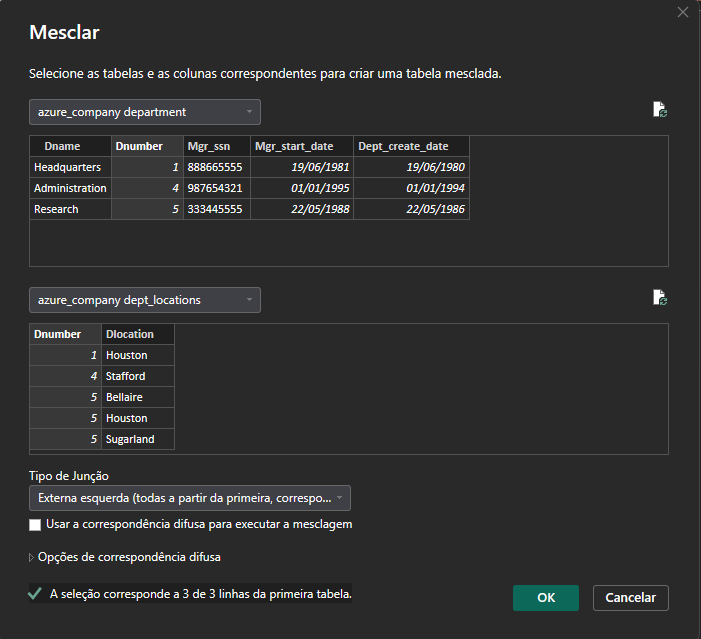 Mesclar
Selecione as tabelas e as colunas correspondentes para criar uma tabela mesclada.
azure_company department
Dname Dnumber Mgr_ssn Mgr_start_date Dept_create_date
Headquarters 1 888665555 19/06/1981 19/06/1980
Administration 4 987654321 01/01/1995 01/01/1994
Research 5 333445555 22/05/1988 22/05/1986
azure_company dept_locations
Dnumber Dlocation
1 Houston
4 Stafford
5 Bellaire
5 Houston
5 Sugarland
Tipo de Junção
Externa esquerda (todas a partir da primeira, correspo...
Usar a correspondência difusa para executar a mesclagem
Opções de correspondência difusa
A seleção corresponde a 3 de 3 linhas da primeira tabela.
OK Cancelar